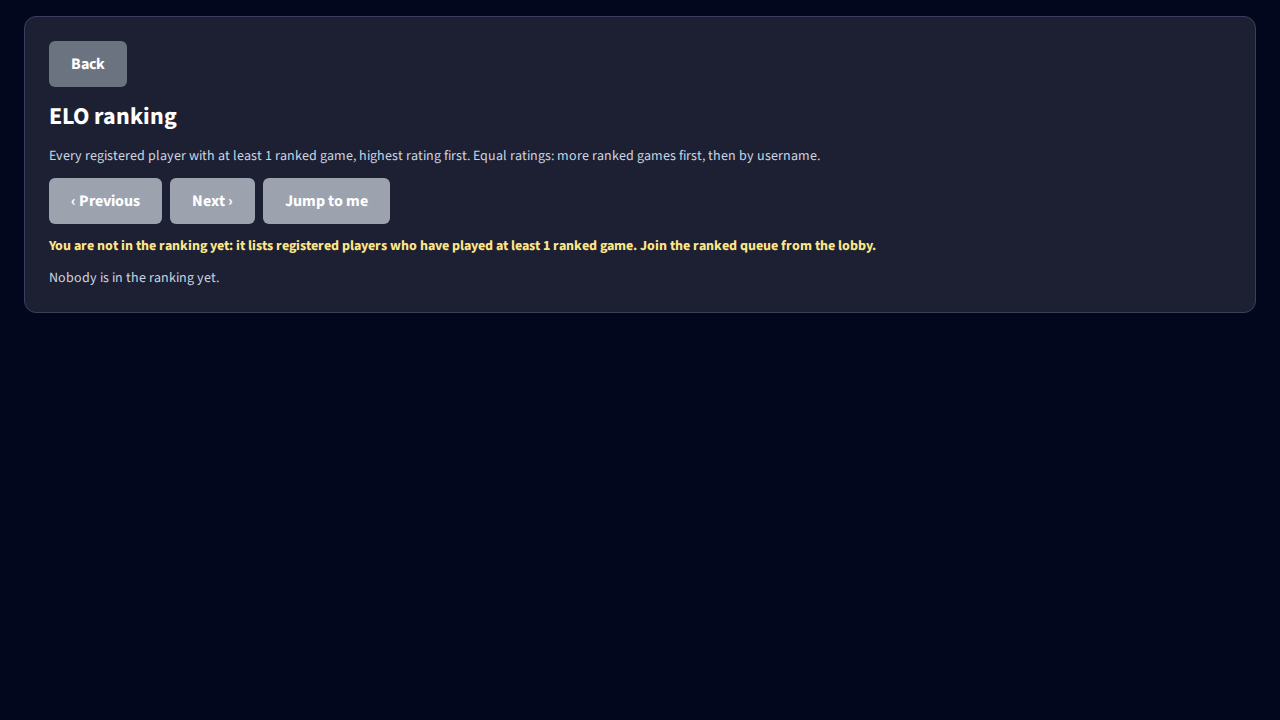 Back
ELO ranking
Every registered player with at least 1 ranked game, highest rating first. Equal ratings: more ranked games first, then by username.
‹ Previous
Next ›
Jump to me
You are not in the ranking yet: it lists registered players who have played at least 1 ranked game. Join the ranked queue from the lobby.
Nobody is in the ranking yet.